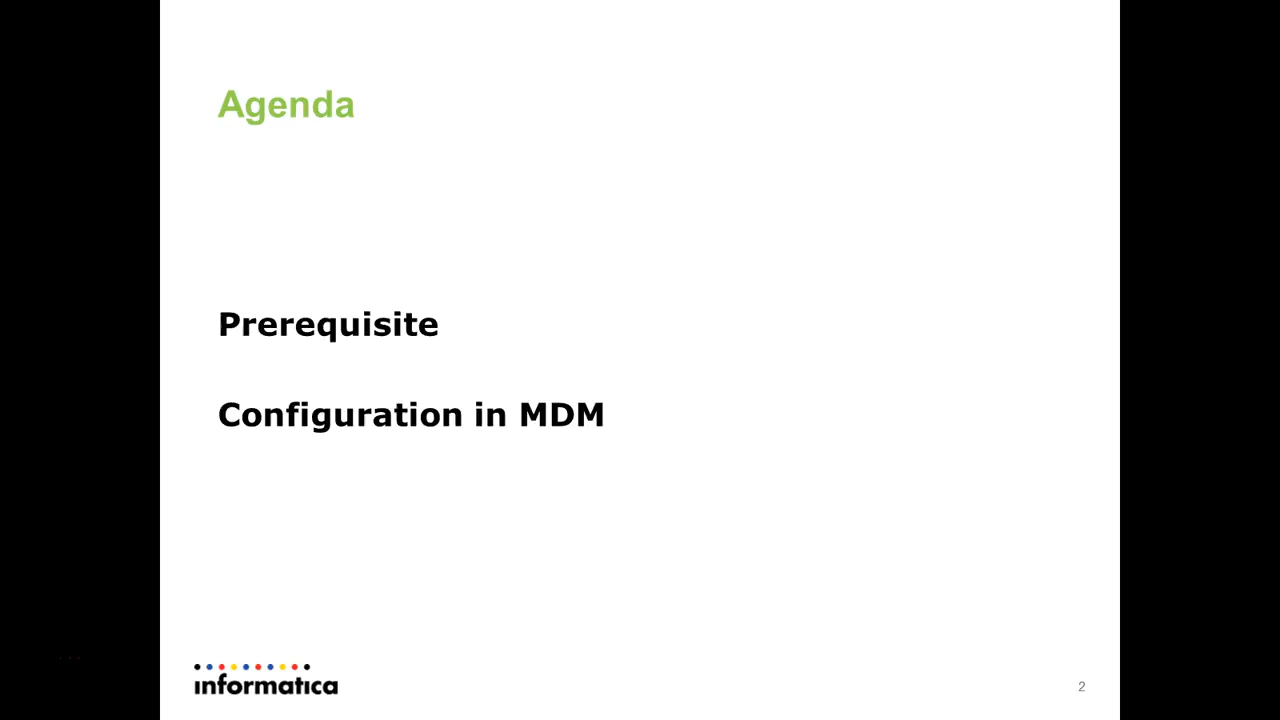 Agenda
Prerequisite
Configuration in MDM
informatica
2